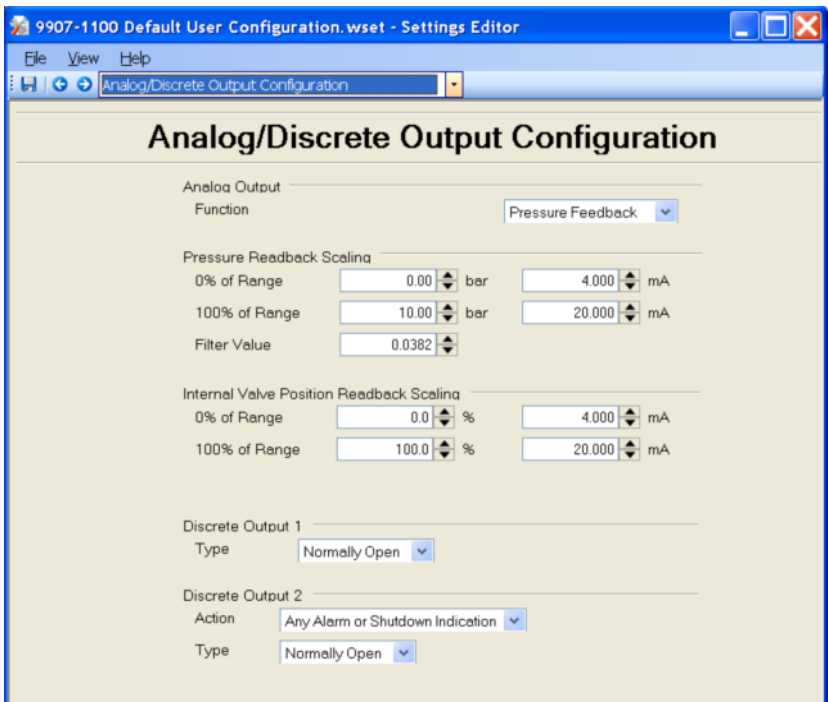 9907-1100 Default User Configuration.wset - Settings Editor
File View Help
Analog/Discrete Output Configuration
Analog/Discrete Output Configuration
Analog Output
Function Pressure Feedback
Pressure Readback Scaling
0% of Range 0.00 bar 4.000 mA
100% of Range 10.00 bar 20.000 mA
Filter Value 0.0382
Internal Valve Position Readback Scaling
0% of Range 0.0 % 4.000 mA
100% of Range 100.0 % 20.000 mA
Discrete Output 1
Type Normally Open
Discrete Output 2
Action Any Alarm or Shutdown Indication
Type Normally Open